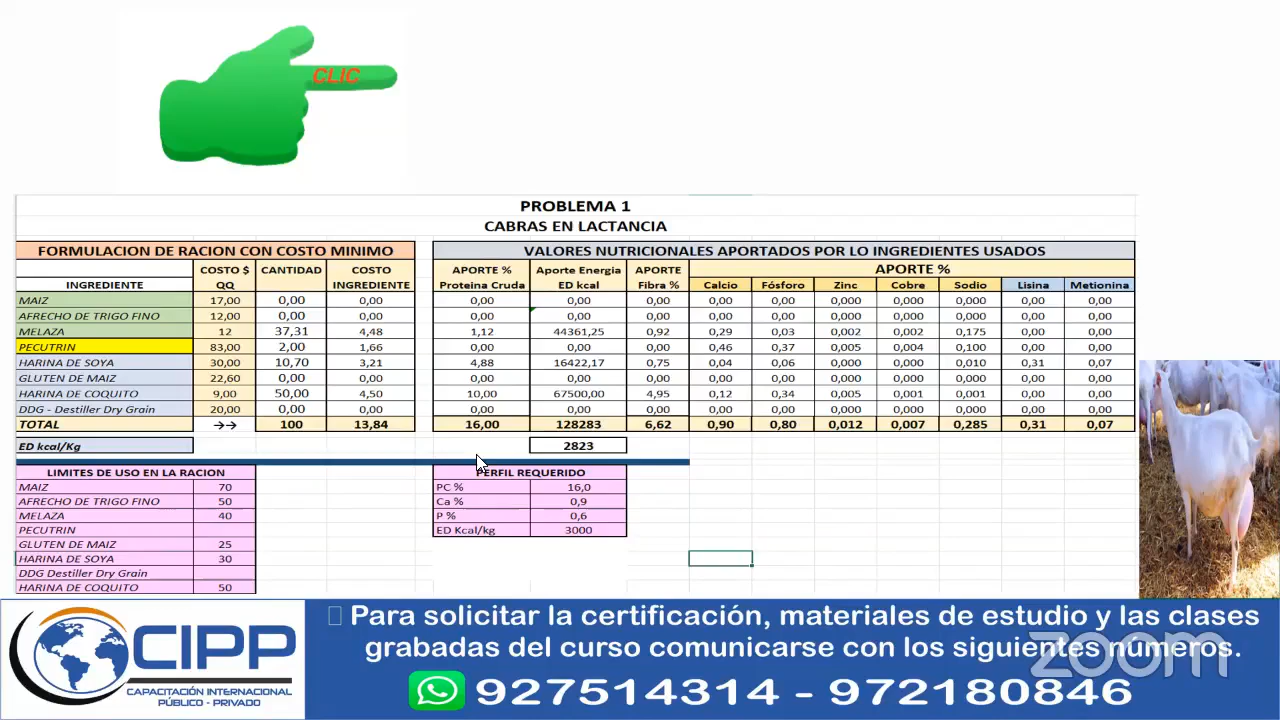 CLIC
PROBLEMA 1
CABRAS EN LACTANCIA
FORMULACION DE RACION CON COSTO MINIMO
VALORES NUTRICIONALES APORTADOS POR LO INGREDIENTES USADOS
INGREDIENTE COSTO $ QQ CANTIDAD COSTO INGREDIENTE APORTE % Proteina Cruda Aporte Energia ED kcal APORTE Fibra % APORTE % Calcio Fósforo Zinc Cobre Sodio Lisina Metionina
MAIZ 17,00 0,00 0,00 0,00 0,00 0,00 0,00 0,00 0,000 0,000 0,000 0,00 0,00
AFRECHO DE TRIGO FINO 12,00 0,00 0,00 0,00 0,00 0,00 0,00 0,00 0,000 0,000 0,000 0,00 0,00
MELAZA 12 37,31 4,48 1,12 44361,25 0,92 0,29 0,03 0,002 0,002 0,175 0,00 0,00
PECUTRIN 83,00 2,00 1,66 0,00 0,00 0,00 0,46 0,37 0,005 0,004 0,100 0,00 0,00
HARINA DE SOYA 30,00 10,70 3,21 4,88 16422,17 0,75 0,04 0,06 0,000 0,000 0,010 0,31 0,07
GLUTEN DE MAIZ 22,60 0,00 0,00 0,00 0,00 0,00 0,00 0,00 0,000 0,000 0,000 0,00 0,00
HARINA DE COQUITO 9,00 50,00 4,50 10,00 67500,00 4,95 0,12 0,34 0,005 0,001 0,001 0,00 0,00
DDG - Destiller Dry Grain 20,00 0,00 0,00 0,00 0,00 0,00 0,00 0,00 0,000 0,000 0,000 0,00 0,00
TOTAL →→ 100 13,84 16,00 128283 6,62 0,90 0,80 0,012 0,007 0,285 0,31 0,07
ED kcal/Kg 2823
LIMITES DE USO EN LA RACION
MAIZ 70
AFRECHO DE TRIGO FINO 50
MELAZA 40
PECUTRIN
GLUTEN DE MAIZ 25
HARINA DE SOYA 30
DDG Destiller Dry Grain
HARINA DE COQUITO 50
PERFIL REQUERIDO
PC % 16,0
Ca % 0,9
P % 0,6
ED Kcal/kg 3000
CIPP
CAPACITACIÓN INTERNACIONAL
PÚBLICO - PRIVADO
Para solicitar la certificación, materiales de estudio y las clases
grabadas del curso comunicarse con los siguientes números.
927514314 - 972180846
zoom